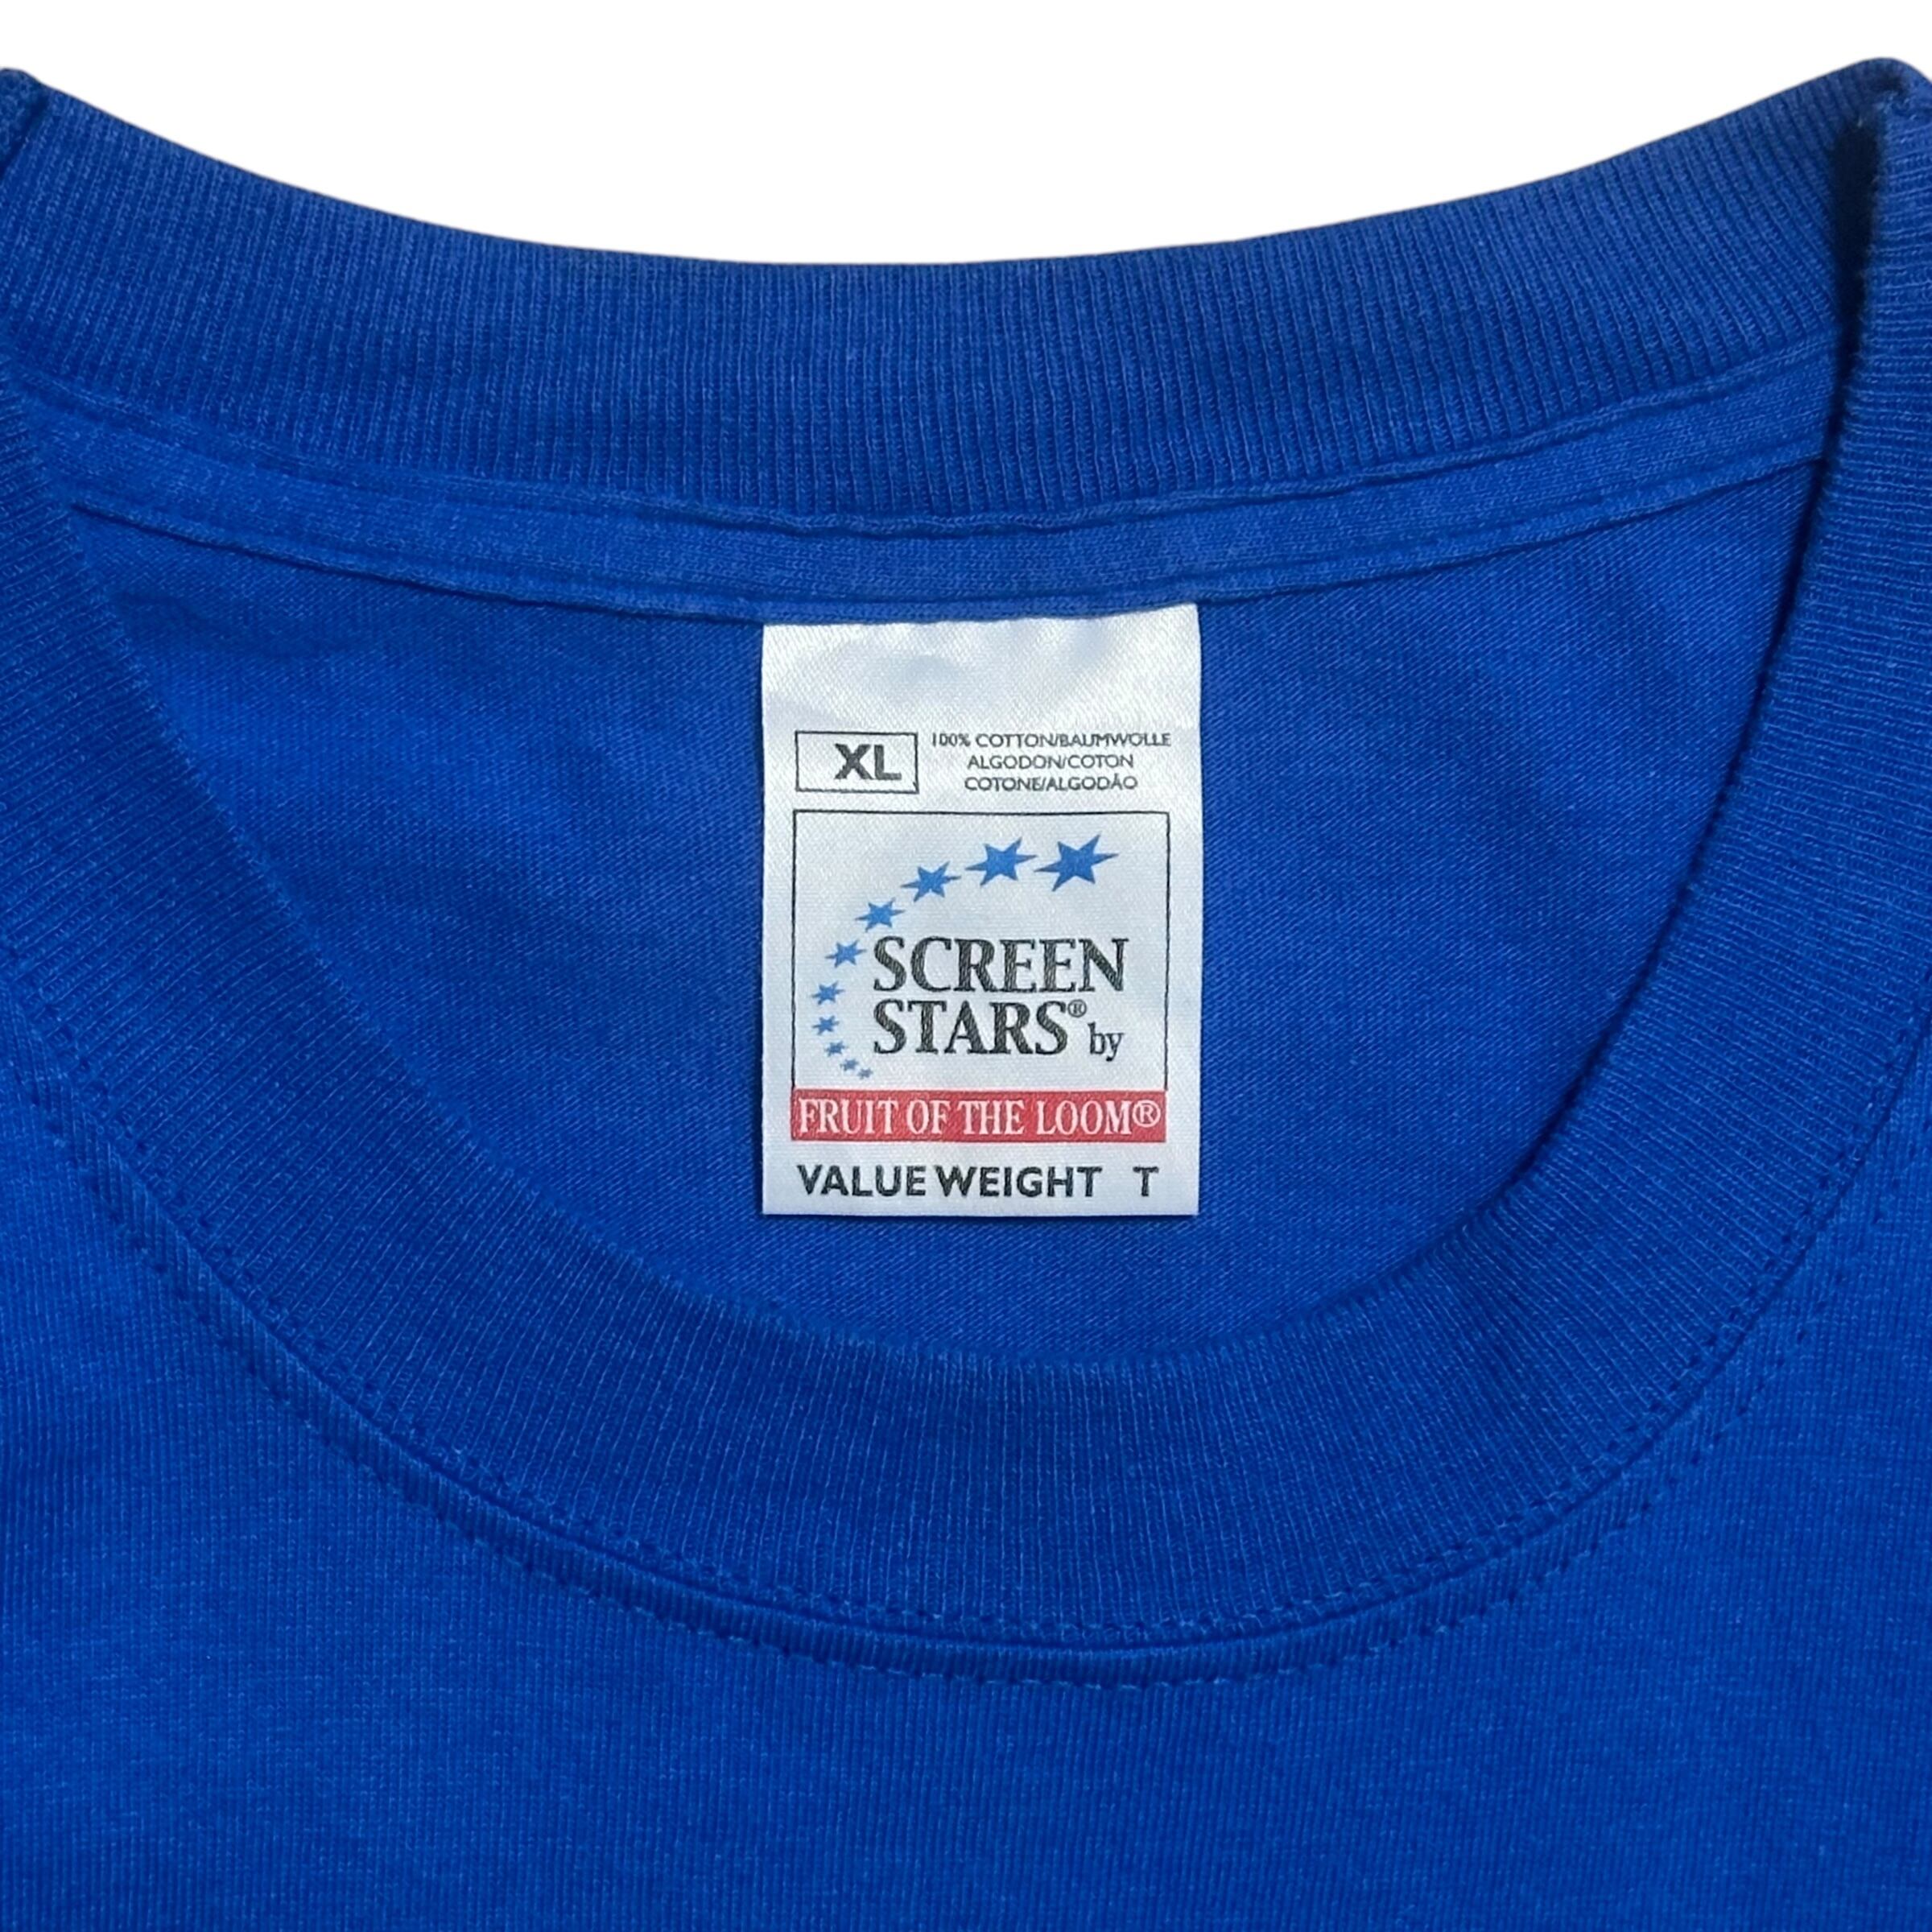 XL
100% COTTON/BAUMWOLLE
ALGODON/COTON
COTONE/ALGODÃO
SCREEN
STARS® by
FRUIT OF THE LOOM®
VALUE WEIGHT T